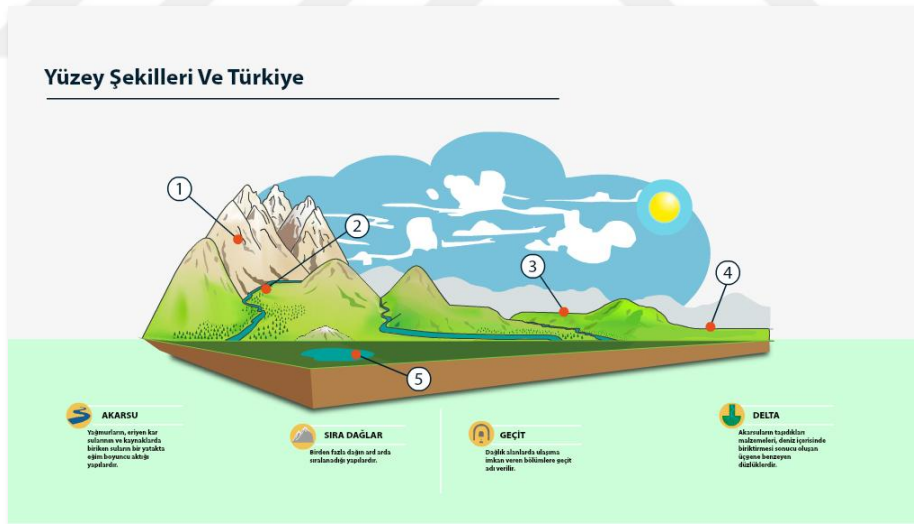 Yüzey Şekilleri Ve Türkiye
1
2
3
4
5
AKARSU
Yağmurların, eriyen kar
sularının ve kaynaklarda
biriken suların bir yatakta
eğim boyunca aktığı
yapılardır.
SIRA DAĞLAR
Birden fazla dağın ard arda
sıralanadığı yapılardır.
GEÇİT
Dağlık alanlarda ulaşıma
imkan veren bölümlere geçit
adı verilir.
DELTA
Akarsuların taşıdıkları
malzemeleri, deniz içerisinde
biriktirmesi sonucu oluşan
üçgene benzeyen
düzlüklerdir.